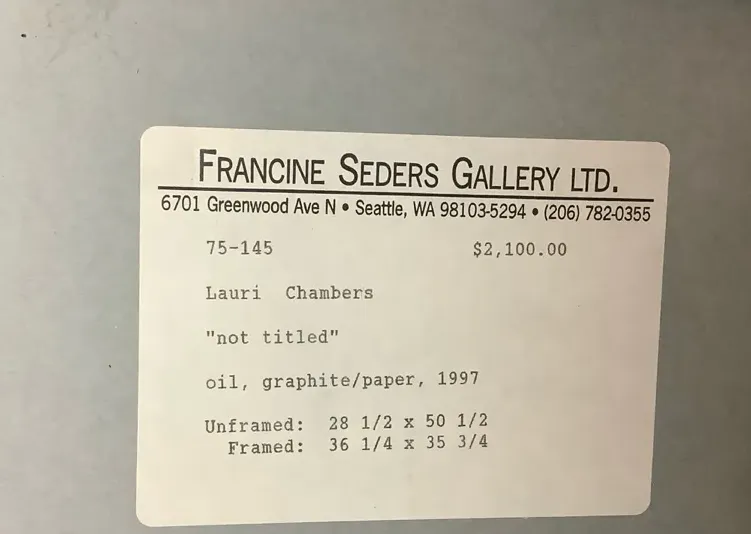 FRANCINE SEDERS GALLERY LTD.
6701 Greenwood Ave N • Seattle, WA 98103-5294 • (206) 782-0355
75-145 $2,100.00
Lauri Chambers
"not titled"
oil, graphite/paper, 1997
Unframed: 28 1/2 x 50 1/2
Framed: 36 1/4 x 35 3/4